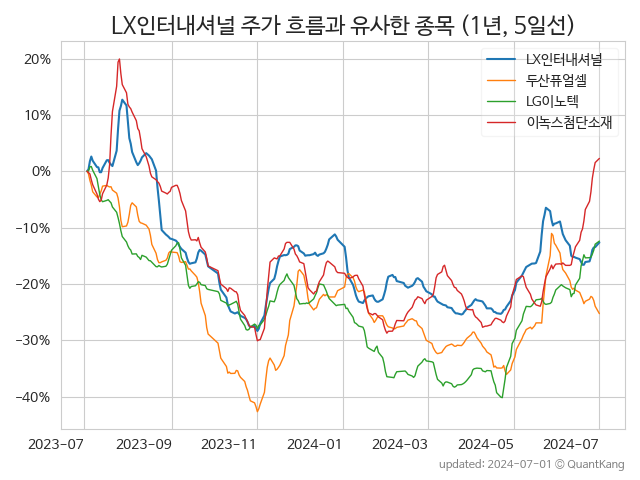 LX인터내셔널 주가 흐름과 유사한 종목 (1년, 5일선)
LX인터내셔널
두산퓨얼셀
LG이노텍
이녹스첨단소재
20%
10%
0%
−10%
−20%
−30%
−40%
2023-07
2023-09
2023-11
2024-01
2024-03
2024-05
2024-07
updated: 2024-07-01 © QuantKang